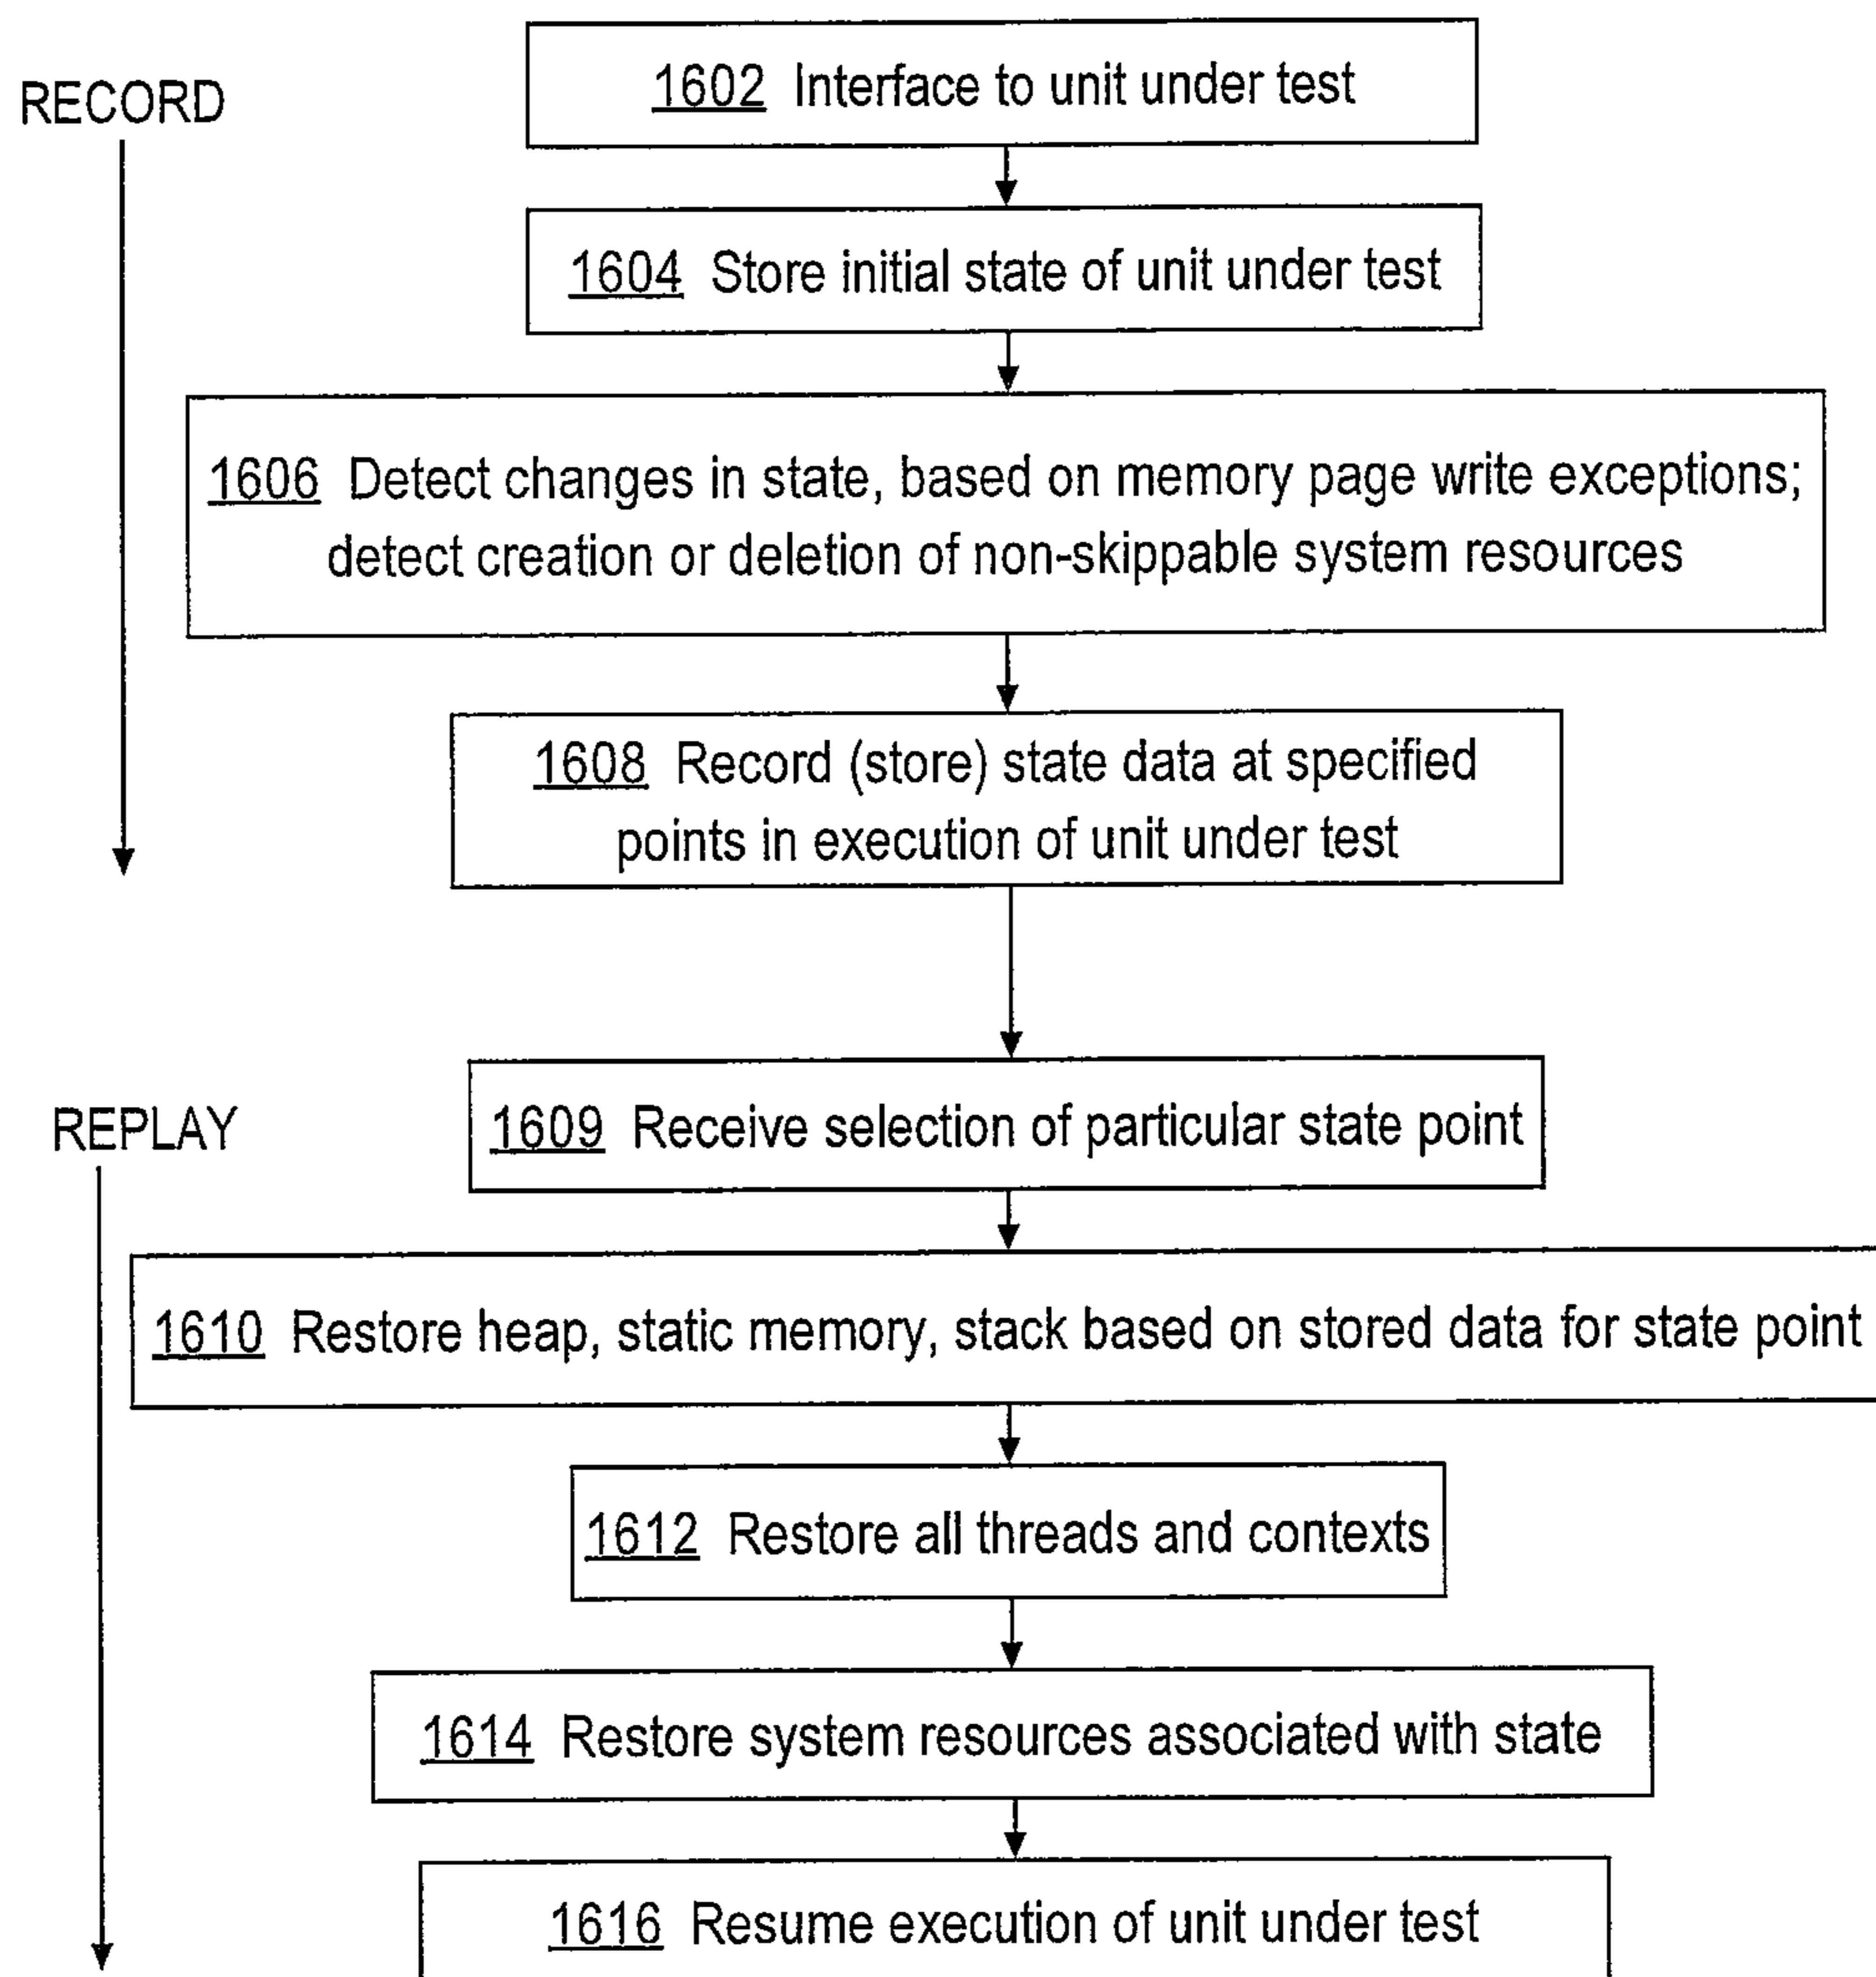 RECORD
1602 Interface to unit under test
1604 Store initial state of unit under test
1606 Detect changes in state, based on memory page write exceptions;
detect creation or deletion of non-skippable system resources
1608 Record (store) state data at specified
points in execution of unit under test
REPLAY
1609 Receive selection of particular state point
1610 Restore heap, static memory, stack based on stored data for state point
1612 Restore all threads and contexts
1614 Restore system resources associated with state
1616 Resume execution of unit under test